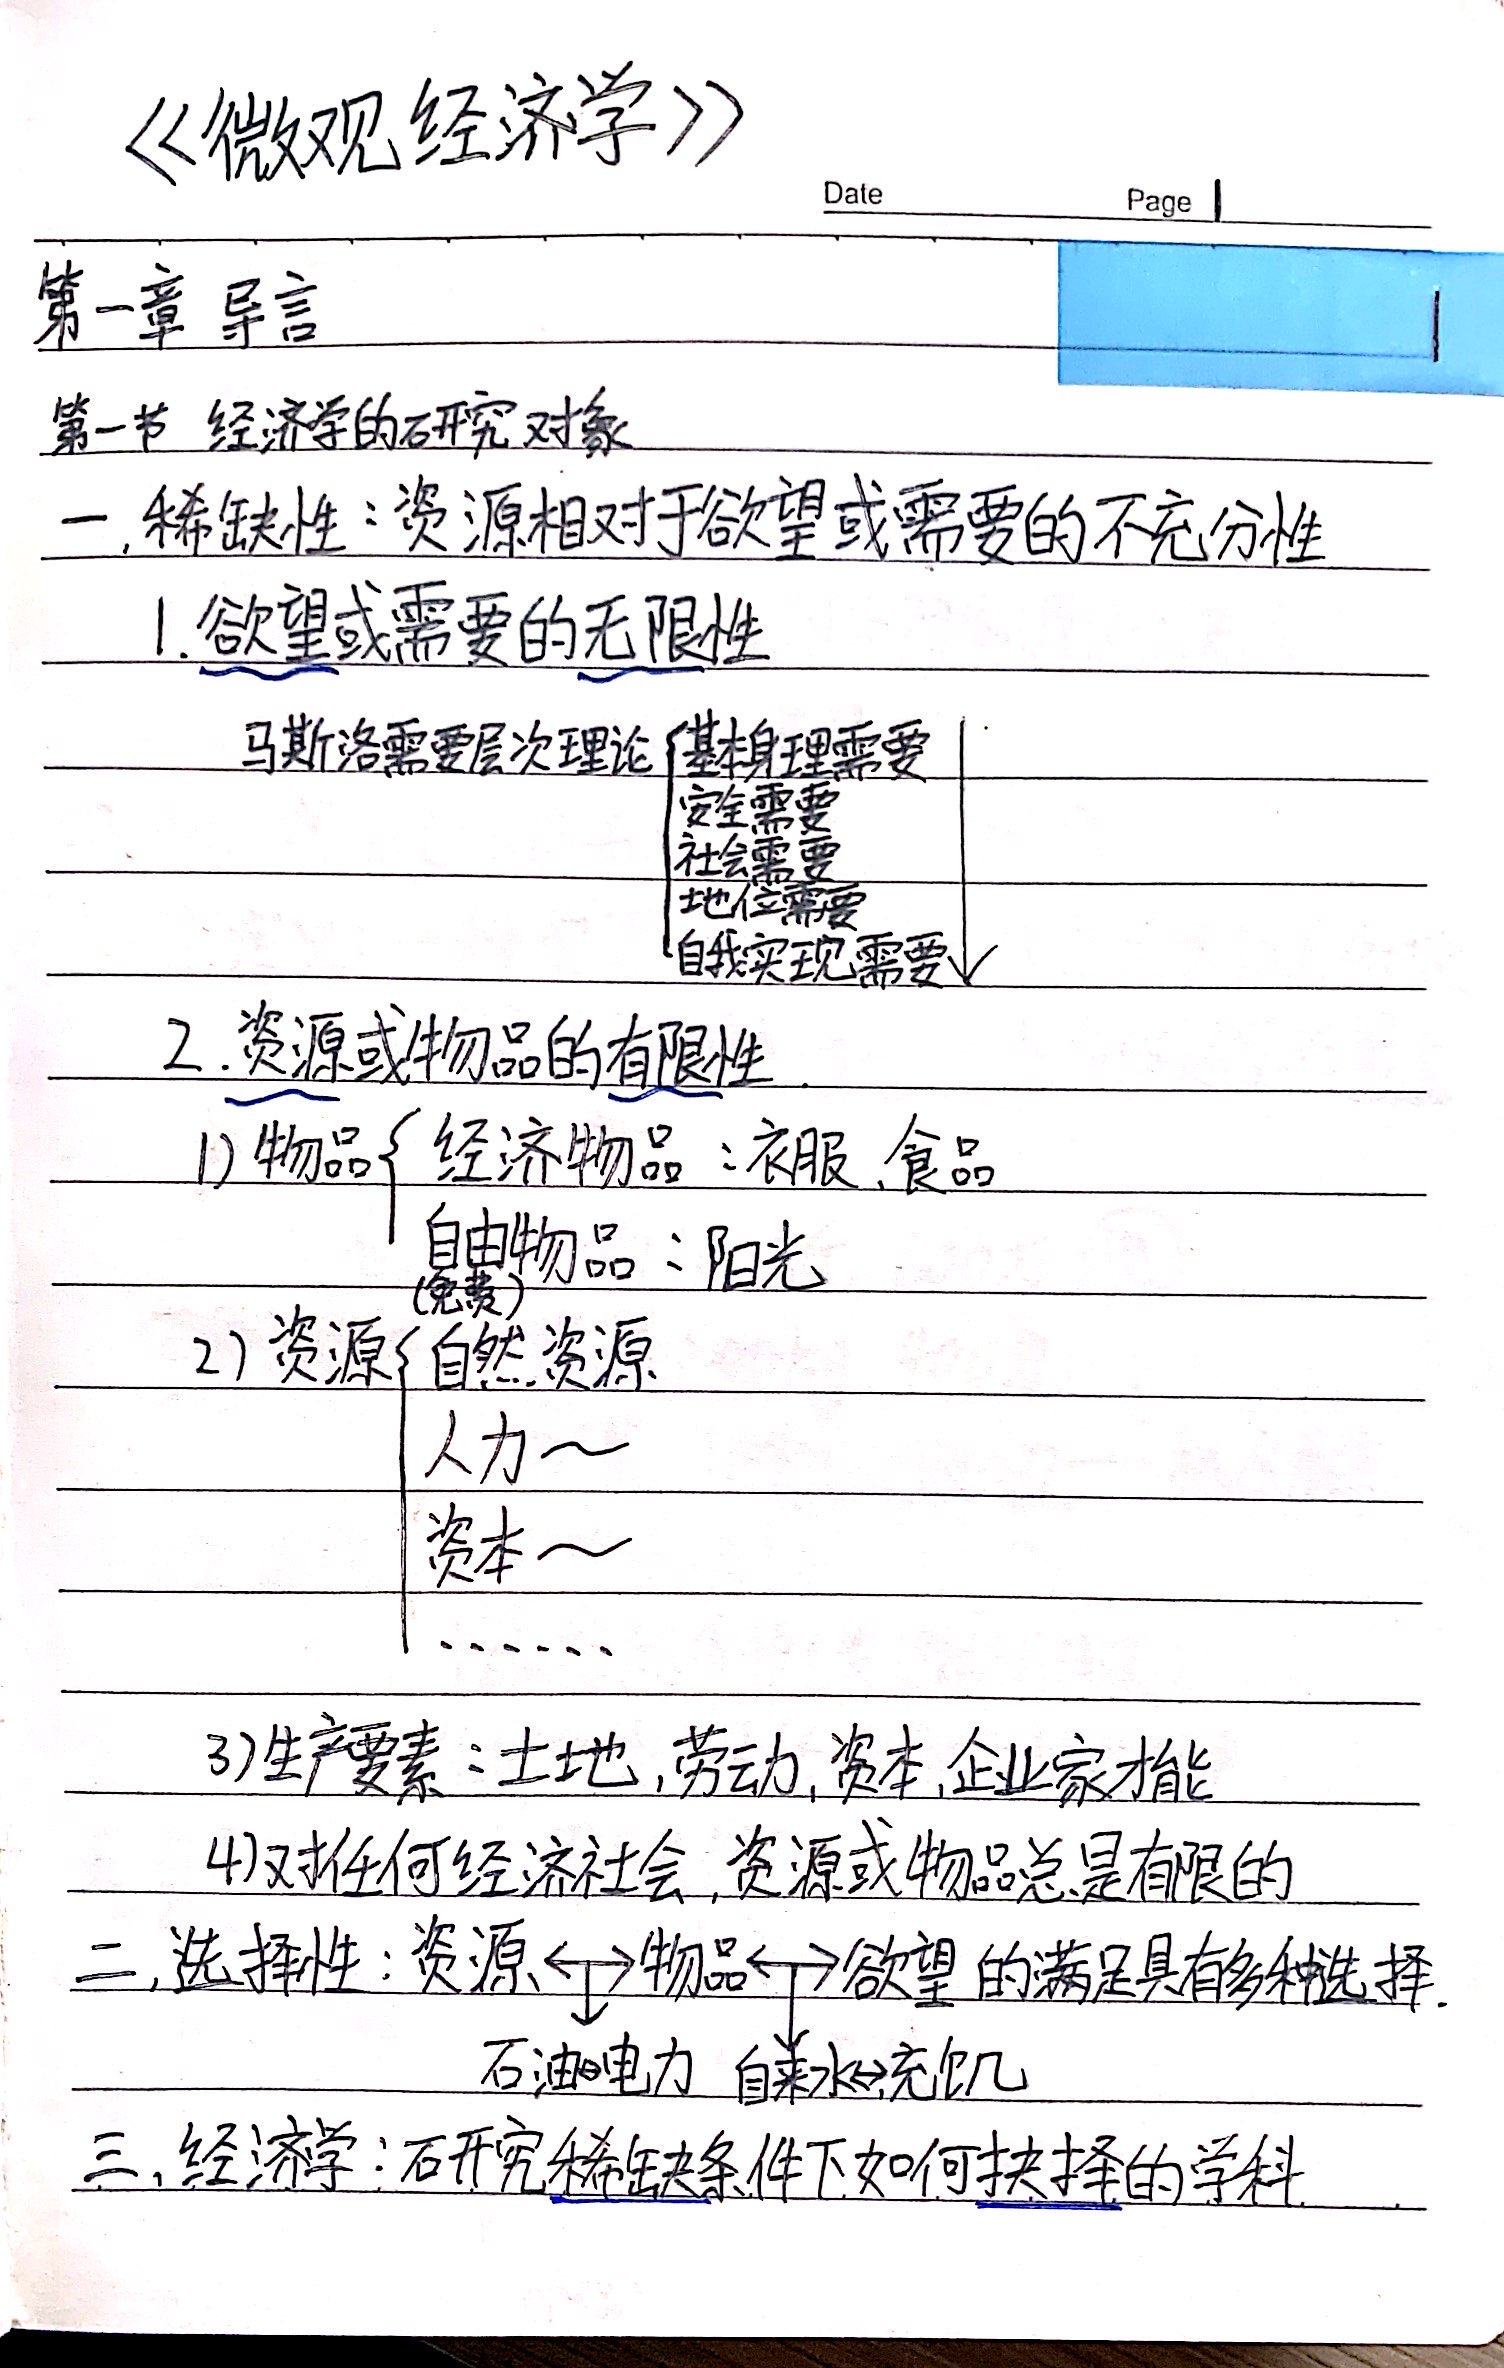 《微观经济学》
Date Page 1
第一章 导言
第一节 经济学的研究对象
一、稀缺性：资源相对于欲望或需要的不充分性
1.欲望或需要的无限性
马斯洛需要层次理论{基本身理需要
安全需要
社会需要
地位需要
自我实现需要
2.资源或物品的有限性.
1)物品{经济物品：衣服、食品
自由物品：阳光
(免费)
2)资源{自然资源
人力～
资本～
......
3)生产要素：土地,劳动,资本,企业家才能
4)对任何经济社会,资源或物品总是有限的
二、选择性：资源↔物品↔欲望的满足具有多种选择.
石油⇔电力 自来水⇔充饥
三、经济学：研究稀缺条件下如何抉择的学科.